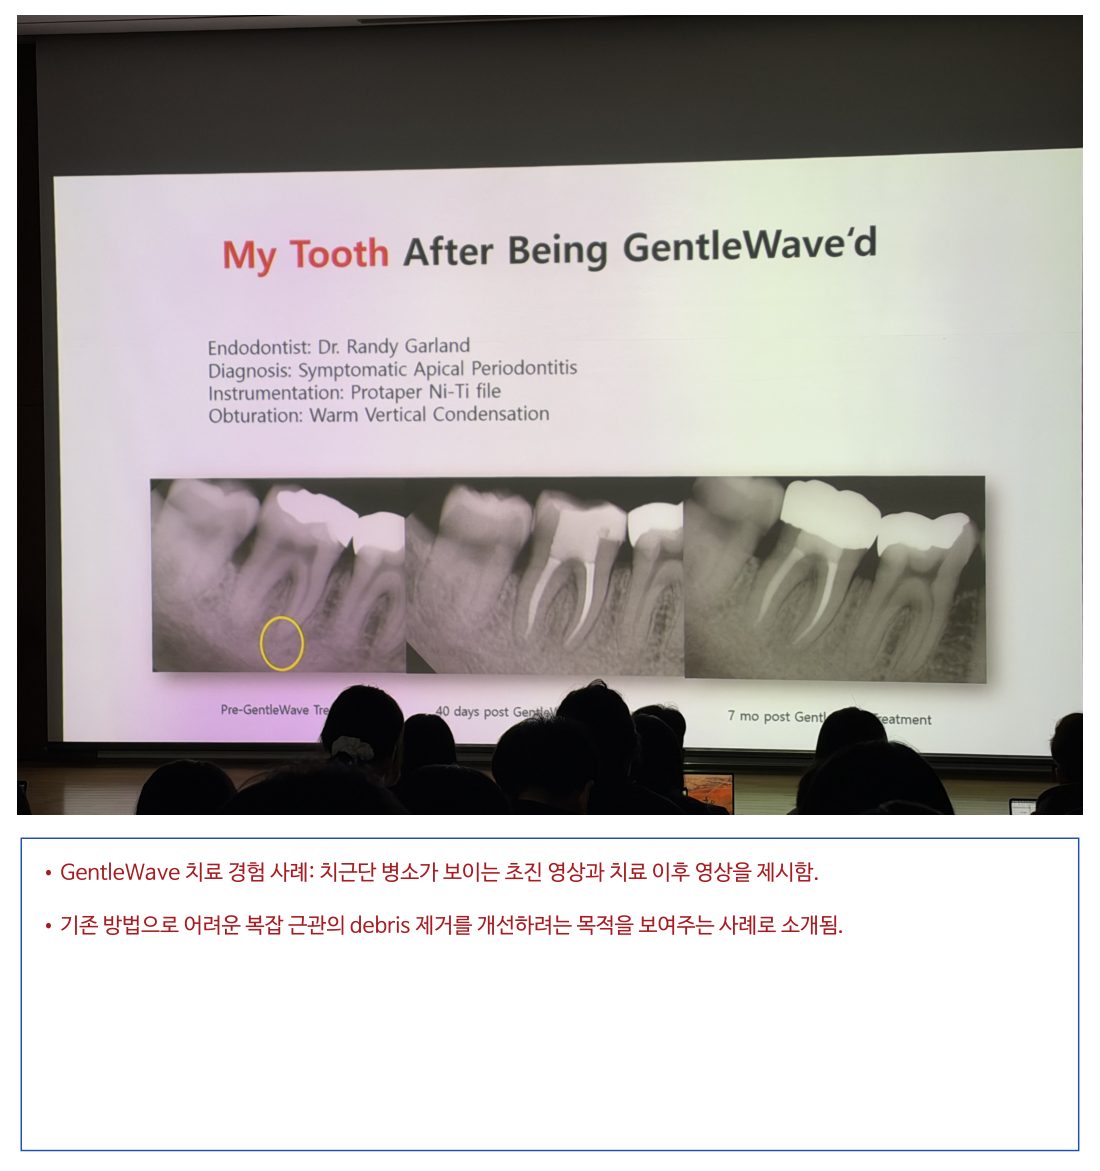 My Tooth After Being GentleWave‘d
Endodontist: Dr. Randy Garland
Diagnosis: Symptomatic Apical Periodontitis
Instrumentation: Protaper Ni-Ti file
Obturation: Warm Vertical Condensation
Pre-GentleWave
40 days post
7 mo post
• GentleWave 치료 경험 사례: 치근단 병소가 보이는 초진 영상과 치료 이후 영상을 제시함.
• 기존 방법으로 어려운 복잡 근관의 debris 제거를 개선하려는 목적을 보여주는 사례로 소개됨.